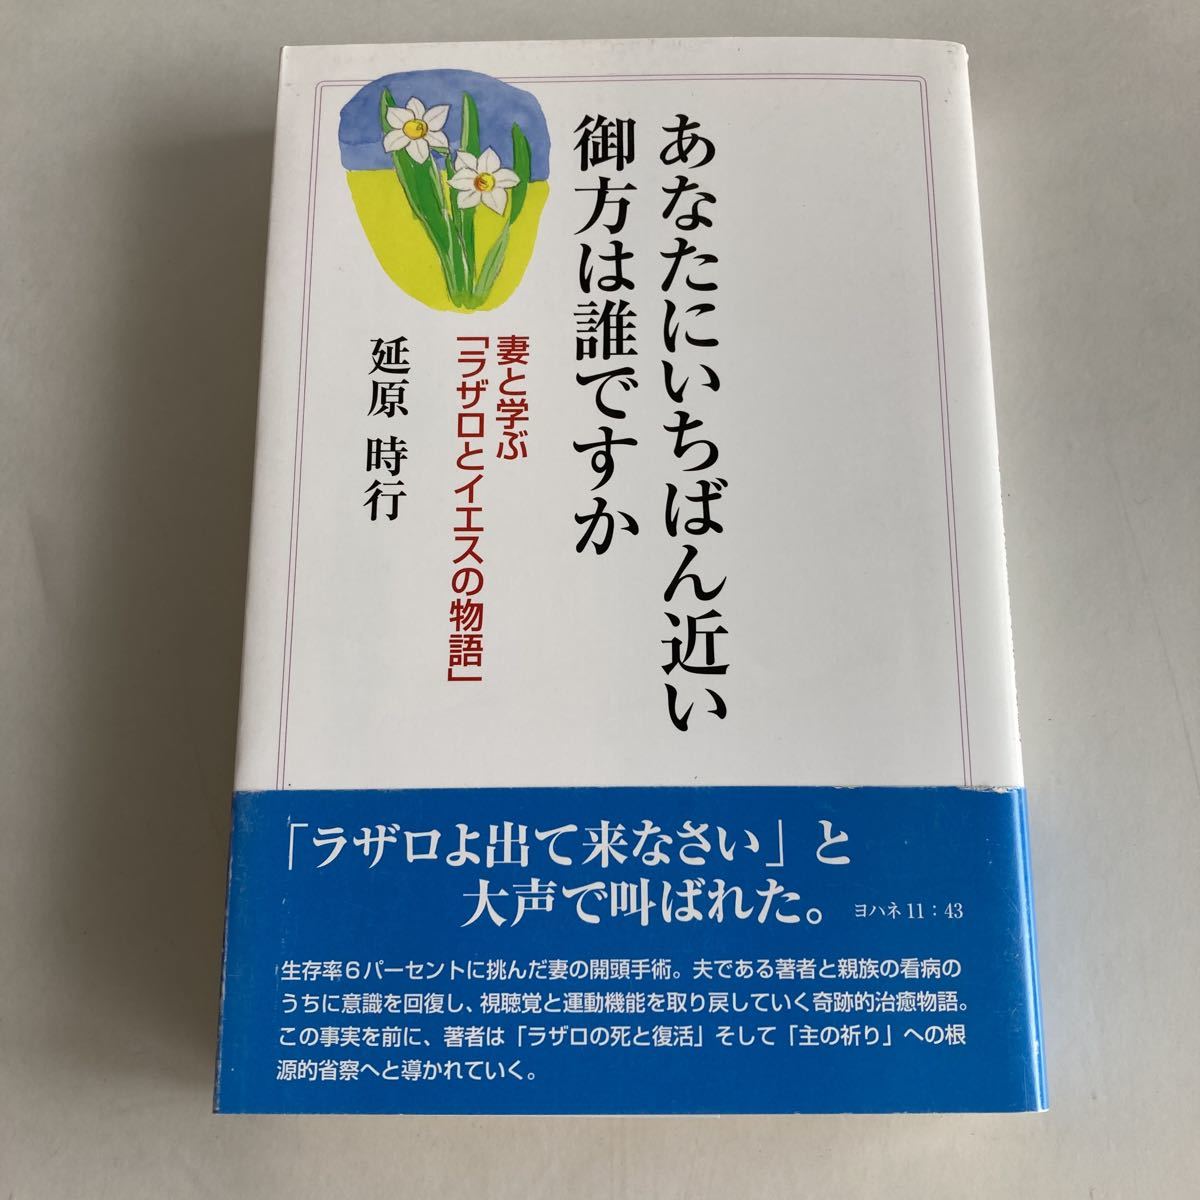 あなたにいちばん近い
御方は誰ですか
妻と学ぶ
「ラザロとイエスの物語」
延原 時行
「ラザロよ出て来なさい」と
大声で叫ばれた。 ヨハネ11：43
生存率6パーセントに挑んだ妻の開頭手術。夫である著者と親族の看病の
うちに意識を回復し、視聴覚と運動機能を取り戻していく奇跡的治癒物語。
この事実を前に、著者は「ラザロの死と復活」そして「主の祈り」への根
源的省察へと導かれていく。